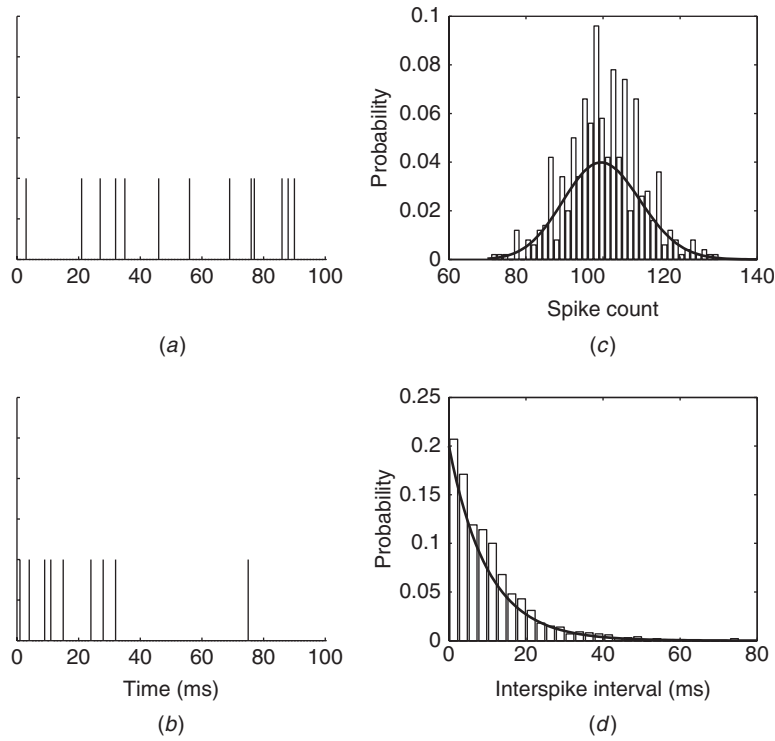 0 20 40 60 80 100
(a)
0.1
0.08
0.06
0.04
0.02
0
Probability
60 80 100 120 140
Spike count
(c)
0 20 40 60 80 100
Time (ms)
(b)
0.25
0.2
0.15
0.1
0.05
0
Probability
0 20 40 60 80
Interspike interval (ms)
(d)